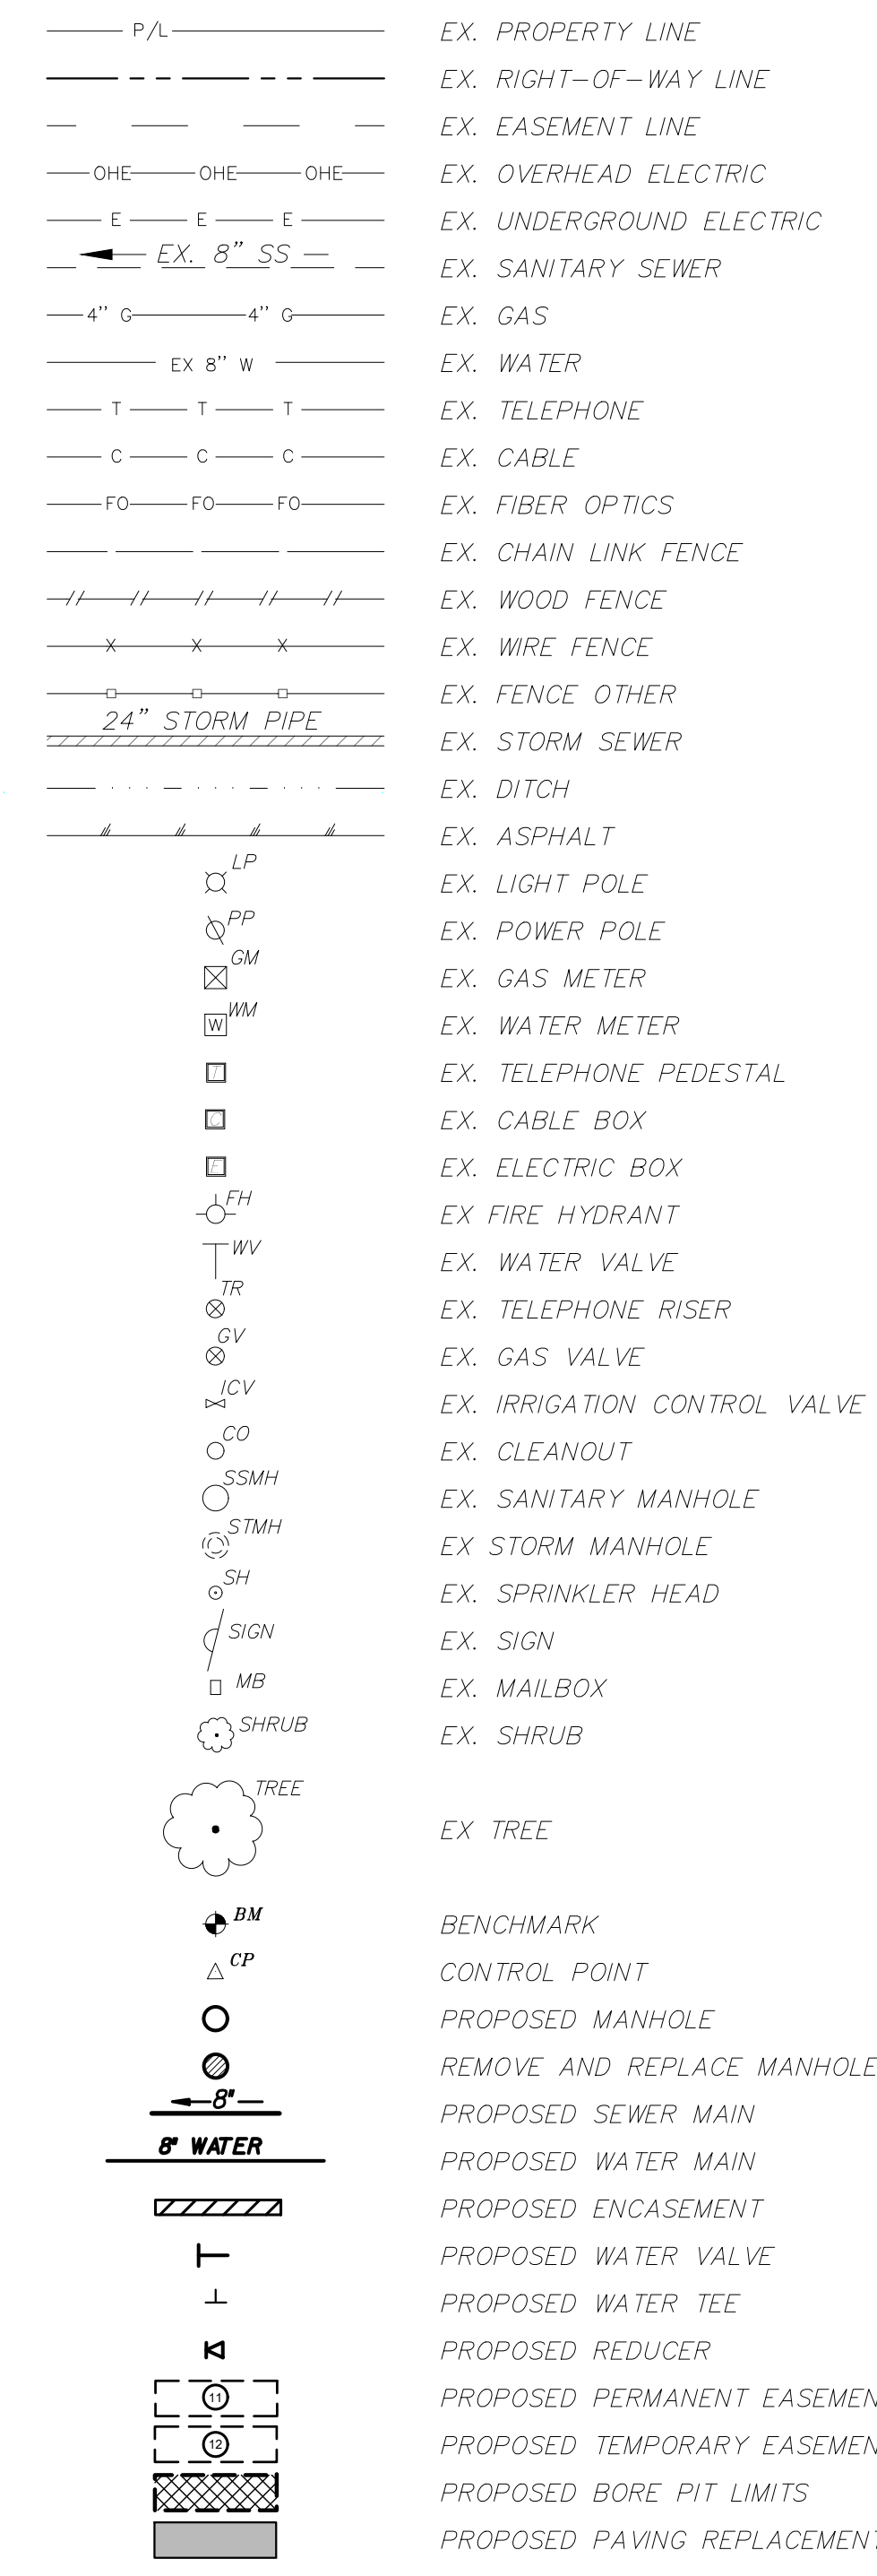 P/L EX. PROPERTY LINE
EX. RIGHT-OF-WAY LINE
EX. EASEMENT LINE
OHE OHE OHE EX. OVERHEAD ELECTRIC
E E E EX. UNDERGROUND ELECTRIC
EX. 8" SS EX. SANITARY SEWER
4'' G 4'' G EX. GAS
EX 8'' W EX. WATER
T T T EX. TELEPHONE
C C C EX. CABLE
FO FO FO EX. FIBER OPTICS
EX. CHAIN LINK FENCE
EX. WOOD FENCE
X X X EX. WIRE FENCE
EX. FENCE OTHER
24" STORM PIPE EX. STORM SEWER
EX. DITCH
EX. ASPHALT
LP EX. LIGHT POLE
PP EX. POWER POLE
GM EX. GAS METER
W WM EX. WATER METER
T EX. TELEPHONE PEDESTAL
C EX. CABLE BOX
E EX. ELECTRIC BOX
FH EX FIRE HYDRANT
WV EX. WATER VALVE
TR EX. TELEPHONE RISER
GV EX. GAS VALVE
ICV EX. IRRIGATION CONTROL VALVE
CO EX. CLEANOUT
SSMH EX. SANITARY MANHOLE
STMH EX STORM MANHOLE
SH EX. SPRINKLER HEAD
SIGN EX. SIGN
MB EX. MAILBOX
SHRUB EX. SHRUB
TREE EX TREE
BM BENCHMARK
CP CONTROL POINT
PROPOSED MANHOLE
REMOVE AND REPLACE MANHOLE
8" PROPOSED SEWER MAIN
8" WATER PROPOSED WATER MAIN
PROPOSED ENCASEMENT
PROPOSED WATER VALVE
PROPOSED WATER TEE
PROPOSED REDUCER
11 PROPOSED PERMANENT EASEMEN
12 PROPOSED TEMPORARY EASEMEN
PROPOSED BORE PIT LIMITS
PROPOSED PAVING REPLACEMENT